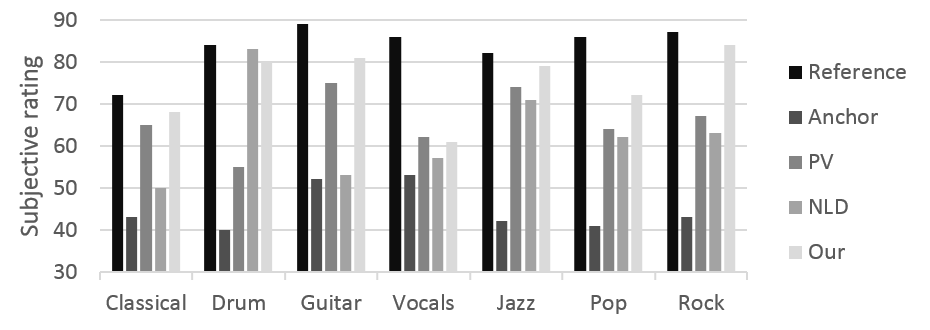 Subjective rating
90
80
70
60
50
40
30
Classical Drum Guitar Vocals Jazz Pop Rock
Reference
Anchor
PV
NLD
Our